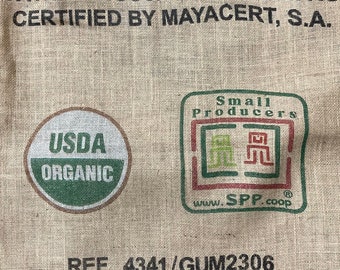 CERTIFIED BY MAYACERT, S.A.
USDA
ORGANIC
Small
Producers
www.SPP.coop
®
REF. 4341/GUM2306